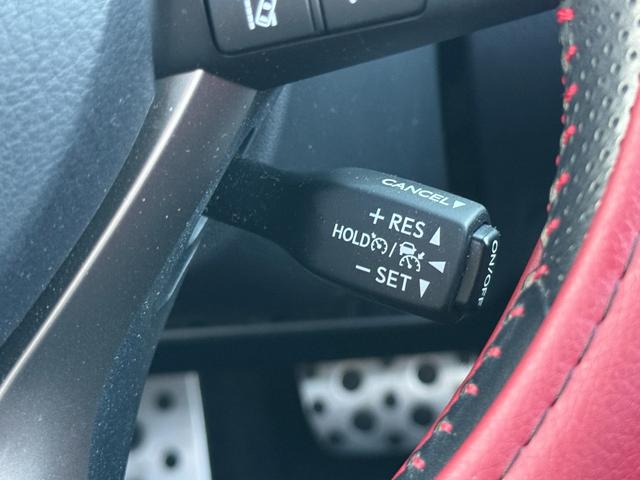 CANCEL▼
+ RES ▲
HOLD / ◀
− SET ▼
ON/OFF